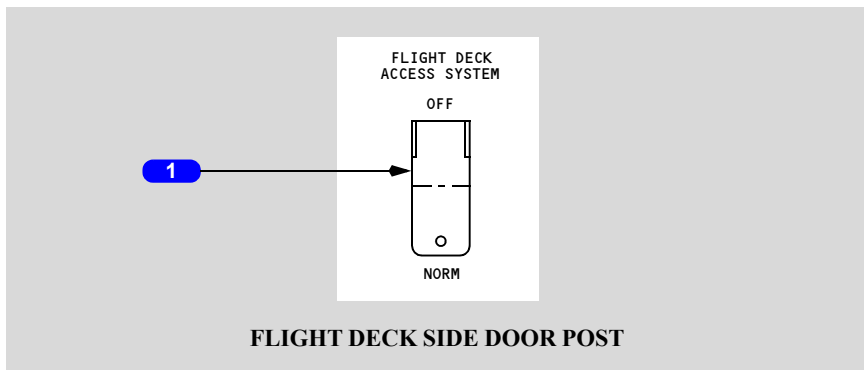 FLIGHT DECK
ACCESS SYSTEM
OFF
1
NORM
FLIGHT DECK SIDE DOOR POST